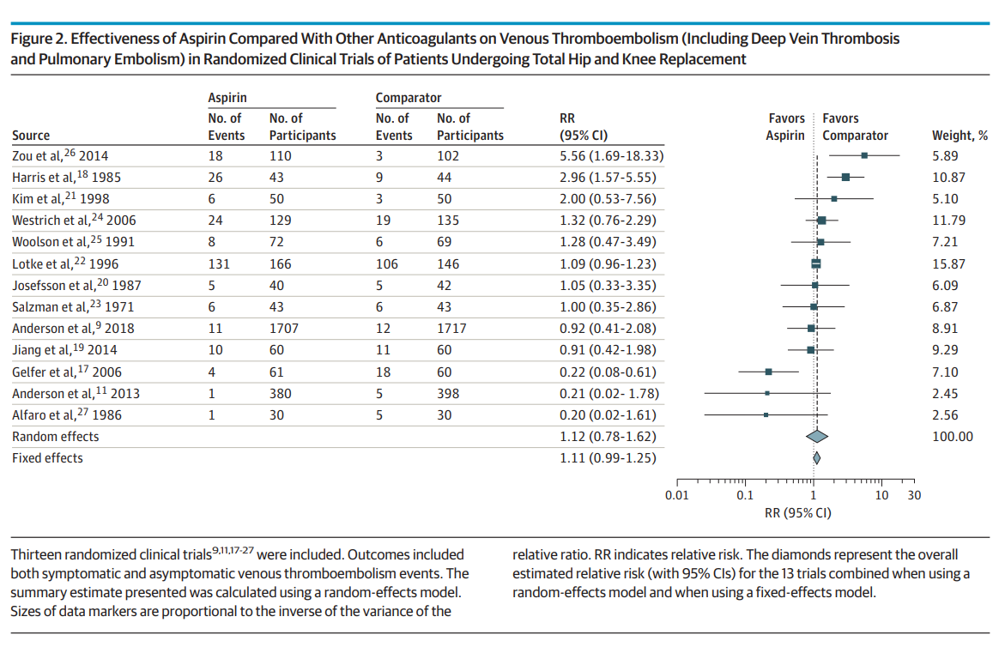 Figure 2. Effectiveness of Aspirin Compared With Other Anticoagulants on Venous Thromboembolism (Including Deep Vein Thrombosis
and Pulmonary Embolism) in Randomized Clinical Trials of Patients Undergoing Total Hip and Knee Replacement
Aspirin Comparator
No. of No. of No. of No. of RR Favors Favors
Source Events Participants Events Participants (95% CI) Aspirin Comparator Weight, %
Zou et al,26 2014 18 110 3 102 5.56 (1.69-18.33) 5.89
Harris et al,18 1985 26 43 9 44 2.96 (1.57-5.55) 10.87
Kim et al,21 1998 6 50 3 50 2.00 (0.53-7.56) 5.10
Westrich et al,24 2006 24 129 19 135 1.32 (0.76-2.29) 11.79
Woolson et al,25 1991 8 72 6 69 1.28 (0.47-3.49) 7.21
Lotke et al,22 1996 131 166 106 146 1.09 (0.96-1.23) 15.87
Josefsson et al,20 1987 5 40 5 42 1.05 (0.33-3.35) 6.09
Salzman et al,23 1971 6 43 6 43 1.00 (0.35-2.86) 6.87
Anderson et al,9 2018 11 1707 12 1717 0.92 (0.41-2.08) 8.91
Jiang et al,19 2014 10 60 11 60 0.91 (0.42-1.98) 9.29
Gelfer et al,17 2006 4 61 18 60 0.22 (0.08-0.61) 7.10
Anderson et al,11 2013 1 380 5 398 0.21 (0.02- 1.78) 2.45
Alfaro et al,27 1986 1 30 5 30 0.20 (0.02-1.61) 2.56
Random effects 1.12 (0.78-1.62) 100.00
Fixed effects 1.11 (0.99-1.25)
0.01 0.1 1 10 30
RR (95% CI)
Thirteen randomized clinical trials9,11,17-27 were included. Outcomes included
both symptomatic and asymptomatic venous thromboembolism events. The
summary estimate presented was calculated using a random-effects model.
Sizes of data markers are proportional to the inverse of the variance of the
relative ratio. RR indicates relative risk. The diamonds represent the overall
estimated relative risk (with 95% CIs) for the 13 trials combined when using a
random-effects model and when using a fixed-effects model.